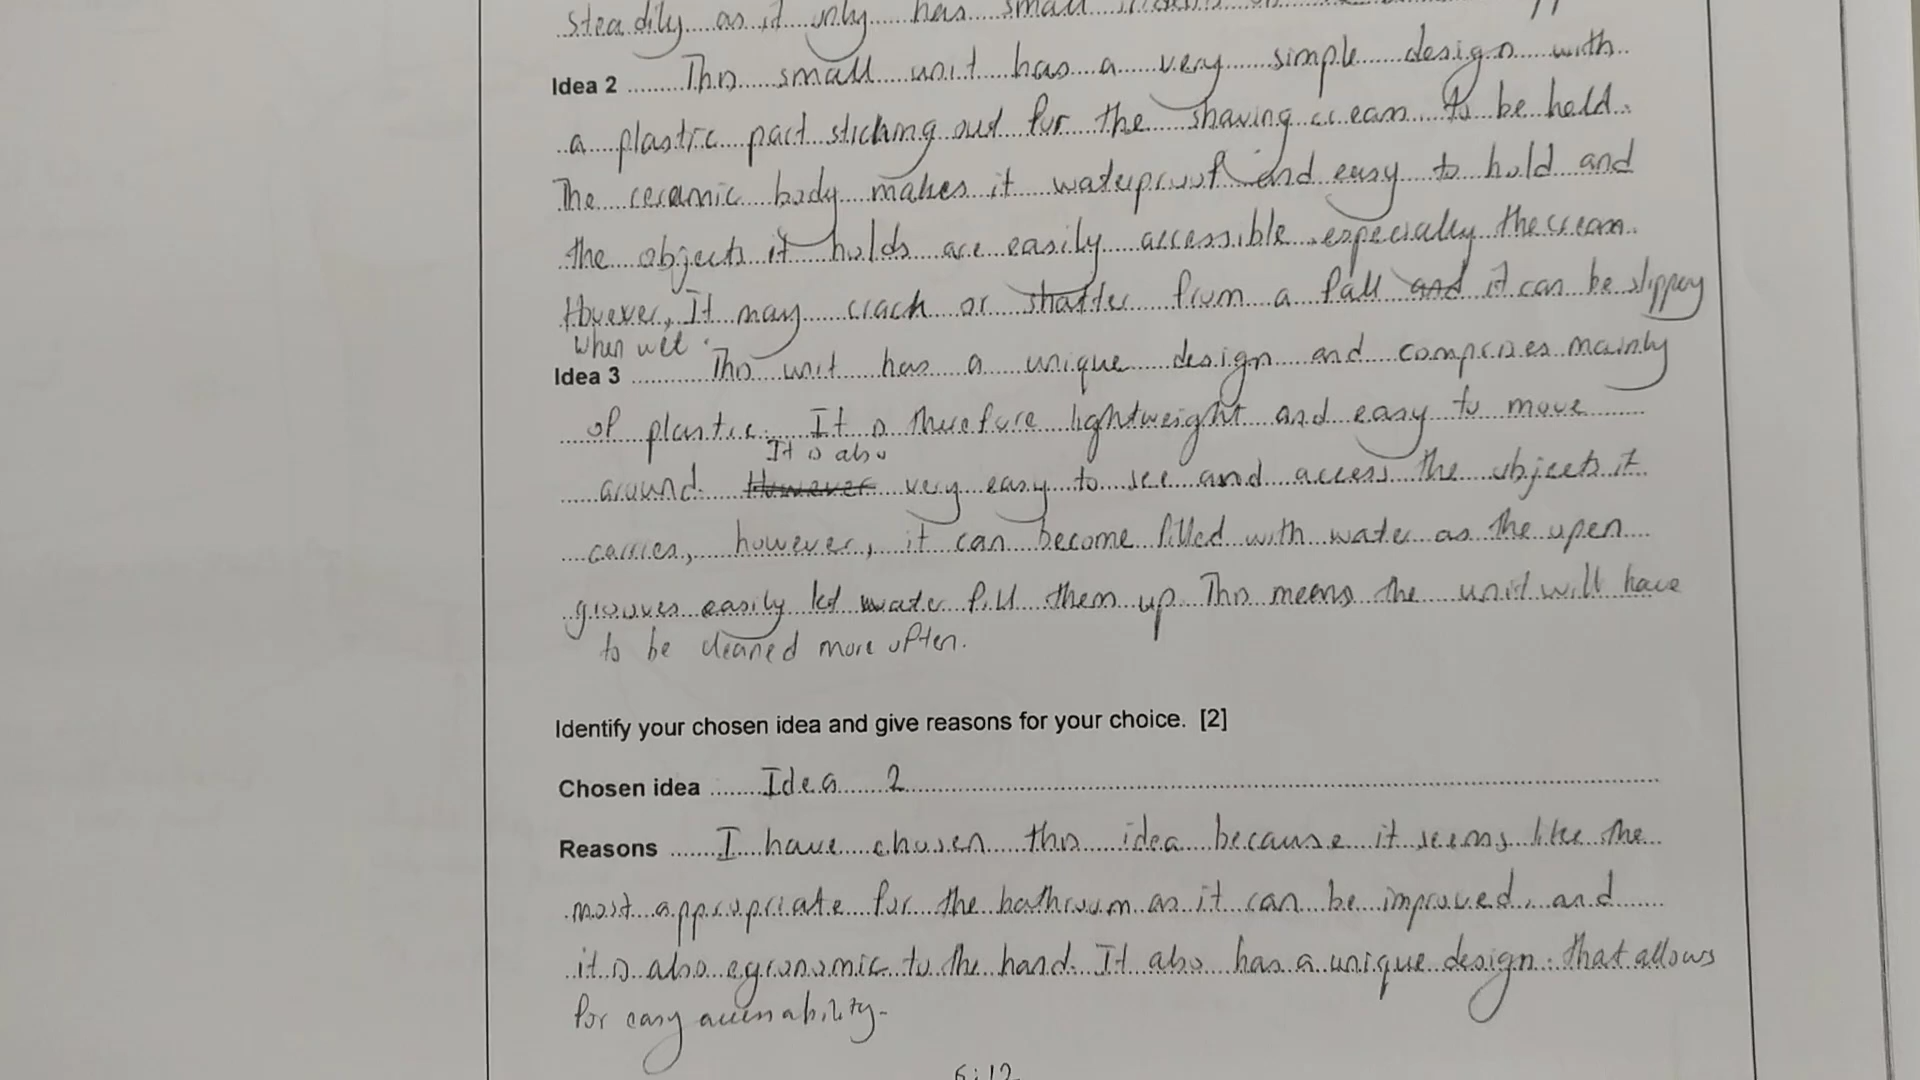 steadily as it only has small
Idea 2 This small unit has a very simple design with
a plastic part sticking out for the shaving cream to be held.
The ceramic body makes it waterproof and easy to hold and
the objects it holds are easily accessible especially the cream.
However, It may crack or shatter from a fall and it can be slippery
when wet.
Idea 3 This unit has a unique design and comprises mainly
of plastic. It is therefore lightweight and easy to move
It is also
around. However very easy to see and access the objects it
carries, however, it can become filled with water as the open
grooves easily let water fill them up. This means the unit will have
to be cleaned more often.
Identify your chosen idea and give reasons for your choice. [2]
Chosen idea Idea 2
Reasons I have chosen this idea because it seems like the
most appropriate for the bathroom as it can be improved, and
it is also egronomic to the hand. It also has a unique design that allows
for easy accessability.